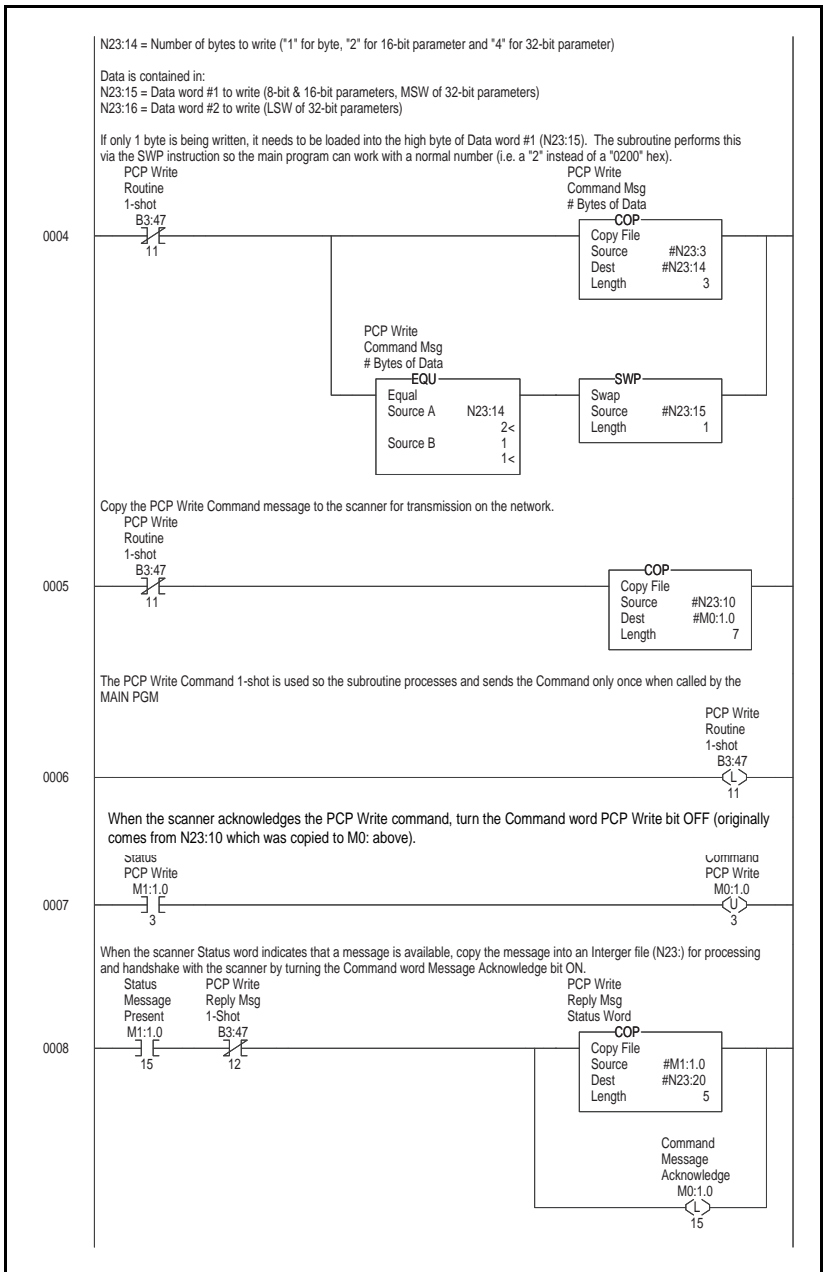 N23:14 = Number of bytes to write ("1" for byte, "2" for 16-bit parameter and "4" for 32-bit parameter)
Data is contained in:
N23:15 = Data word #1 to write (8-bit & 16-bit parameters, MSW of 32-bit parameters)
N23:16 = Data word #2 to write (LSW of 32-bit parameters)
If only 1 byte is being written, it needs to be loaded into the high byte of Data word #1 (N23:15). The subroutine performs this
via the SWP instruction so the main program can work with a normal number (i.e. a "2" instead of a "0200" hex).
PCP Write
Routine
1-shot
B3:47
11
0004
PCP Write
Command Msg
# Bytes of Data
COP
Copy File
Source #N23:3
Dest #N23:14
Length 3
PCP Write
Command Msg
# Bytes of Data
EQU
Equal
Source A N23:14
2<
Source B 1
1<
SWP
Swap
Source #N23:15
Length 1
Copy the PCP Write Command message to the scanner for transmission on the network.
PCP Write
Routine
1-shot
B3:47
11
0005
COP
Copy File
Source #N23:10
Dest #M0:1.0
Length 7
The PCP Write Command 1-shot is used so the subroutine processes and sends the Command only once when called by the
MAIN PGM
PCP Write
Routine
1-shot
B3:47
L
11
0006
When the scanner acknowledges the PCP Write command, turn the Command word PCP Write bit OFF (originally
comes from N23:10 which was copied to M0: above).
Status
PCP Write
M1:1.0
3
0007
Command
PCP Write
M0:1.0
U
3
When the scanner Status word indicates that a message is available, copy the message into an Interger file (N23:) for processing
and handshake with the scanner by turning the Command word Message Acknowledge bit ON.
Status
Message
Present
M1:1.0
15
PCP Write
Reply Msg
1-Shot
B3:47
12
0008
PCP Write
Reply Msg
Status Word
COP
Copy File
Source #M1:1.0
Dest #N23:20
Length 5
Command
Message
Acknowledge
M0:1.0
L
15